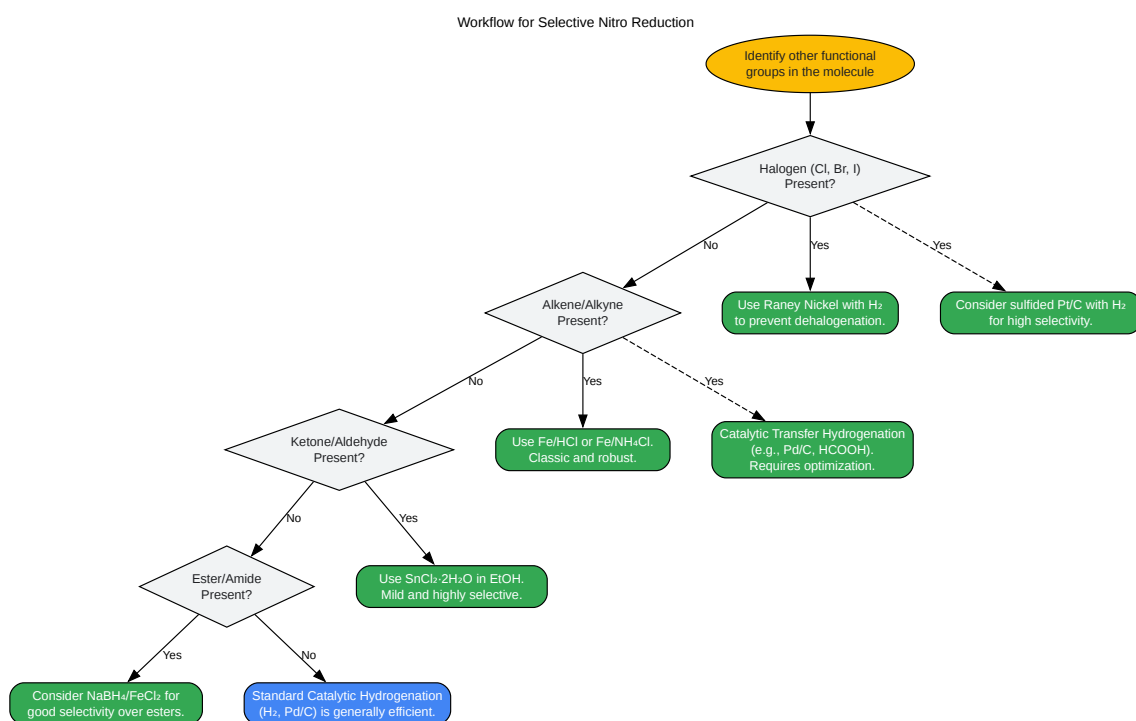 Workflow for Selective Nitro Reduction
Identify other functional
groups in the molecule
Halogen (Cl, Br, I)
Present?
No
Yes
Yes
Alkene/Alkyne
Present?
Use Raney Nickel with H₂
to prevent dehalogenation.
Consider sulfided Pt/C with H₂
for high selectivity.
No
Yes
Yes
Ketone/Aldehyde
Present?
Use Fe/HCl or Fe/NH₄Cl.
Classic and robust.
Catalytic Transfer Hydrogenation
(e.g., Pd/C, HCOOH).
Requires optimization.
No
Yes
Ester/Amide
Present?
Use SnCl₂·2H₂O in EtOH.
Mild and highly selective.
Yes
No
Consider NaBH₄/FeCl₂ for
good selectivity over esters.
Standard Catalytic Hydrogenation
(H₂, Pd/C) is generally efficient.